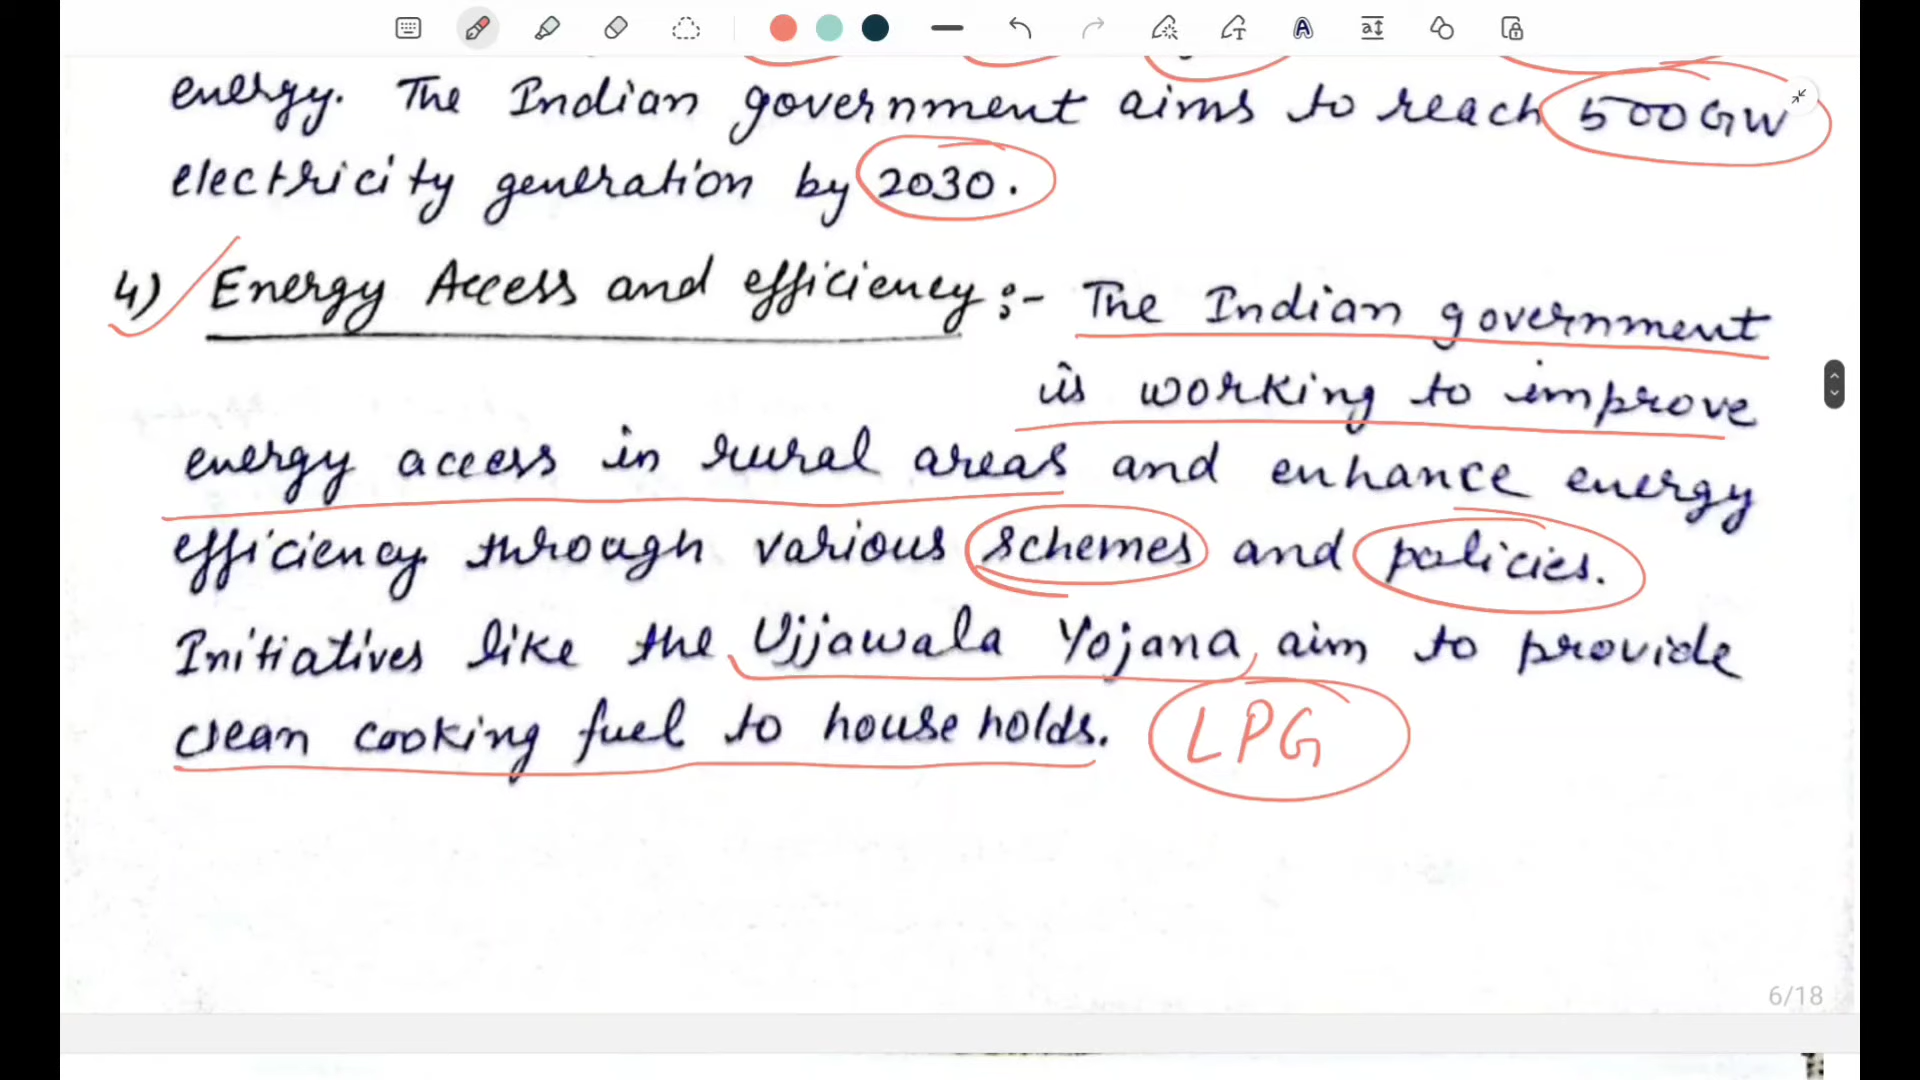 energy. The Indian government aims to reach 500GW
electricity generation by 2030.
4) Energy Access and efficiency :- The Indian government
is working to improve
energy access in rural areas and enhance energy
efficiency through various schemes and policies.
Initiatives like the Ujjawala Yojana aim to provide
clean cooking fuel to households. LPG
6/18